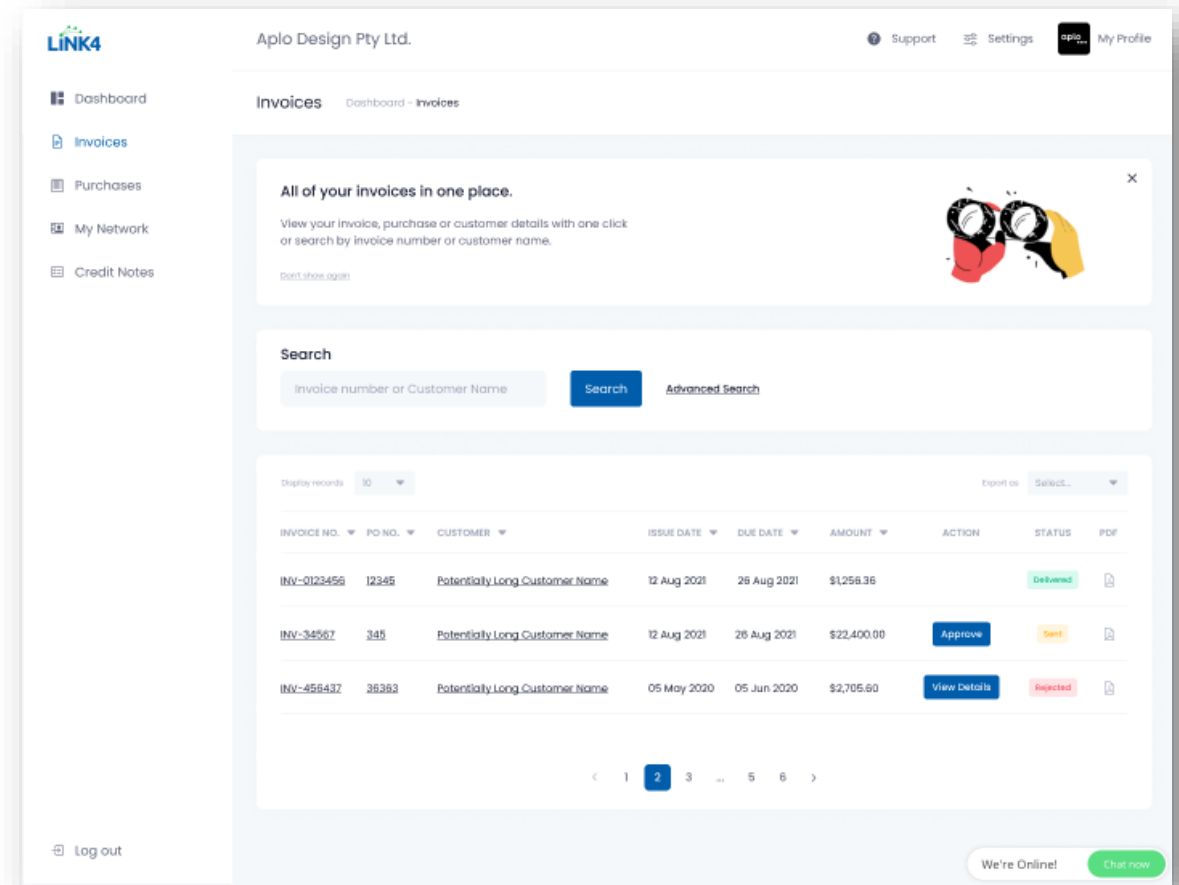 LINK4
Aplo Design Pty Ltd.
Support
Settings
aplo
My Profile
Dashboard
Invoices
Purchases
My Network
Credit Notes
Log out
Invoices
Dashboard - Invoices
All of your invoices in one place.
View your invoice, purchase or customer details with one click
or search by invoice number or customer name.
Don't show again
Search
Invoice number or Customer Name
Search
Advanced Search
Display records 10
Export as Select...
INVOICE NO. PO NO. CUSTOMER ISSUE DATE DUE DATE AMOUNT ACTION STATUS PDF
INV-0123456 12345 Potentially Long Customer Name 12 Aug 2021 26 Aug 2021 $1,256.36 Delivered
INV-34567 345 Potentially Long Customer Name 12 Aug 2021 26 Aug 2021 $22,400.00 Approve Sent
INV-456437 36363 Potentially Long Customer Name 05 May 2020 05 Jun 2020 $2,705.60 View Details Rejected
1 2 3 ... 5 6
We're Online! Chat now